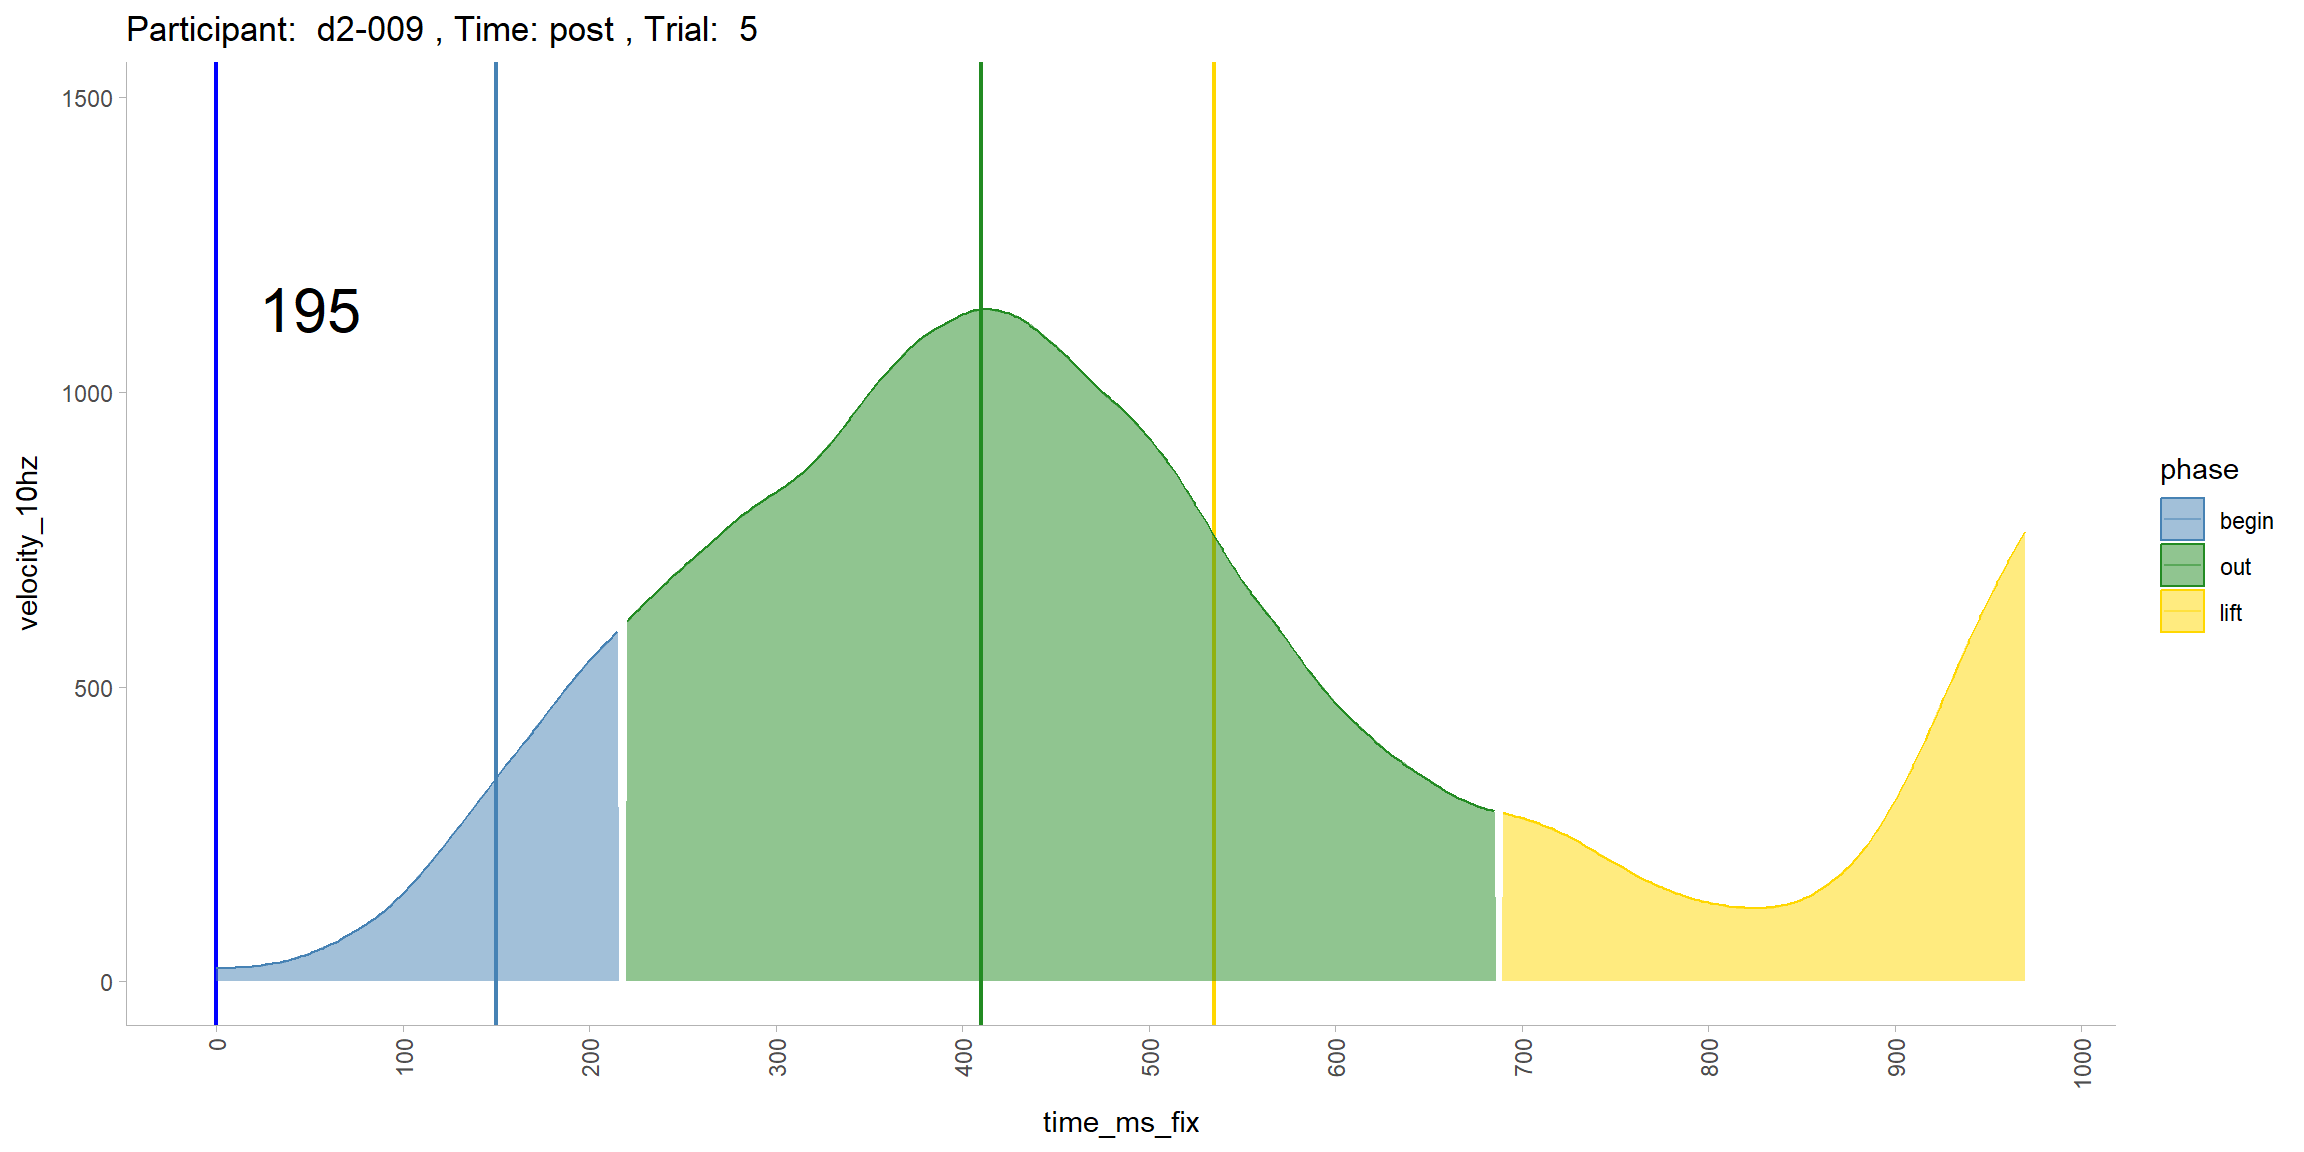 Participant:  d2-009 , Time: post , Trial:  5
1500
1000
500
0
velocity_10hz
195
0
100
200
300
400
500
600
700
800
900
1000
time_ms_fix
phase
begin
out
lift